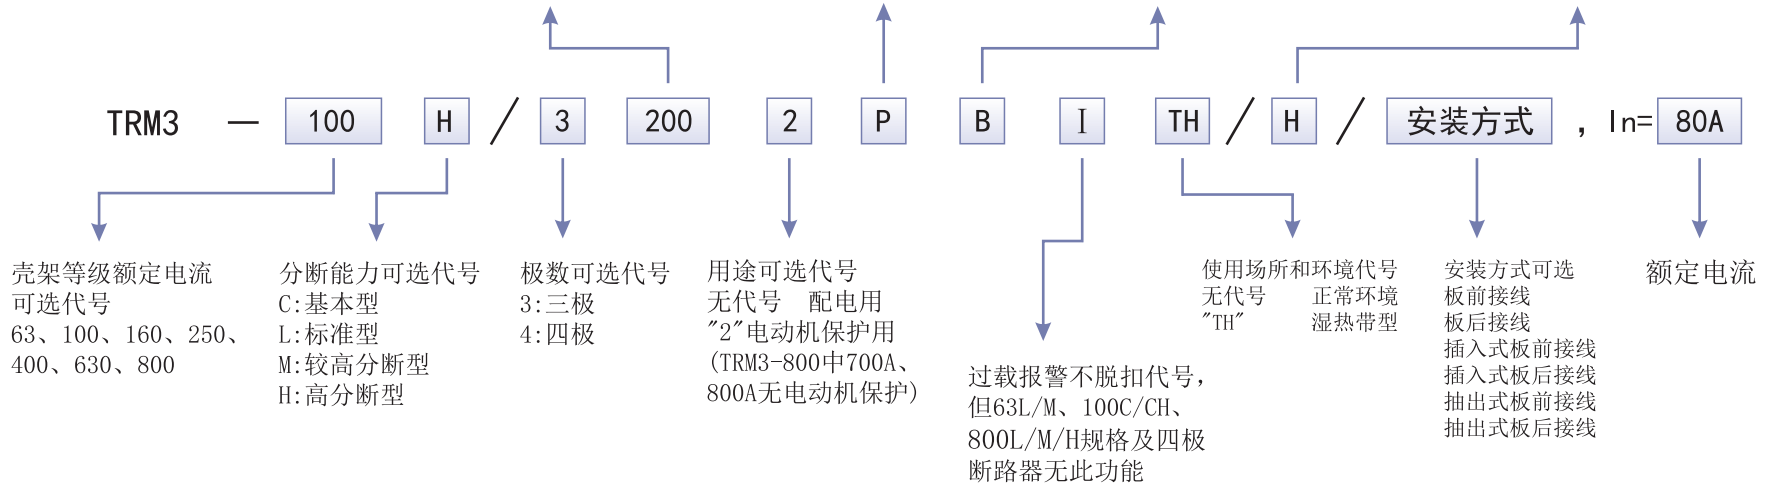 TRM3 — 100 H / 3 200 2 P B I TH / H / 安装方式 , In= 80A
壳架等级额定电流
可选代号
63、100、160、250、
400、630、800
分断能力可选代号
C:基本型
L:标准型
M:较高分断型
H:高分断型
极数可选代号
3:三极
4:四极
用途可选代号
无代号 配电用
"2"电动机保护用
(TRM3-800中700A、
800A无电动机保护)
过载报警不脱扣代号,
但63L/M、100C/CH、
800L/M/H规格及四极
断路器无此功能
使用场所和环境代号
无代号 正常环境
"TH" 湿热带型
安装方式可选
板前接线
板后接线
插入式板前接线
插入式板后接线
抽出式板前接线
抽出式板后接线
额定电流